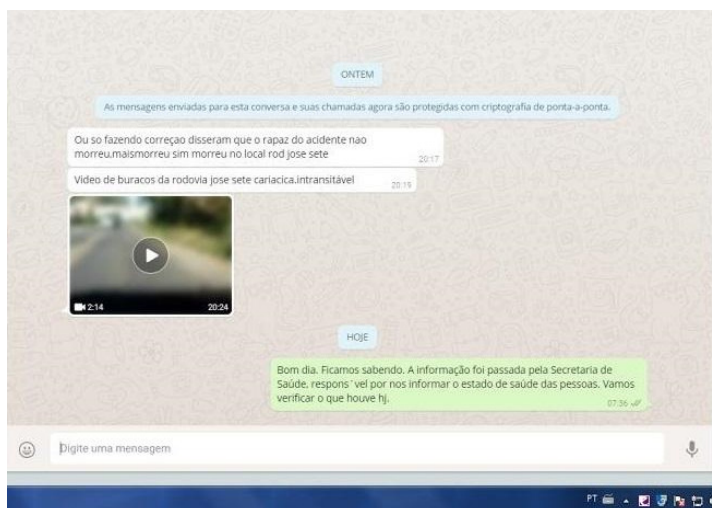 ONTEM
As mensagens enviadas para esta conversa e suas chamadas agora são protegidas com criptografia de ponta-a-ponta.
Ou so fazendo correçao disseram que o rapaz do acidente nao
morreu,maismorreu sim morreu no local rod jose sete
20:17
Video de buracos da rodovia jose sete cariacica.intransitável
20:19
2:14
20:24
HOJE
Bom dia. Ficamos sabendo. A informação foi passada pela Secretaria de
Saúde, respons´vel por nos informar o estado de saúde das pessoas. Vamos
verificar o que houve hj.
07:36
Digite uma mensagem
PT